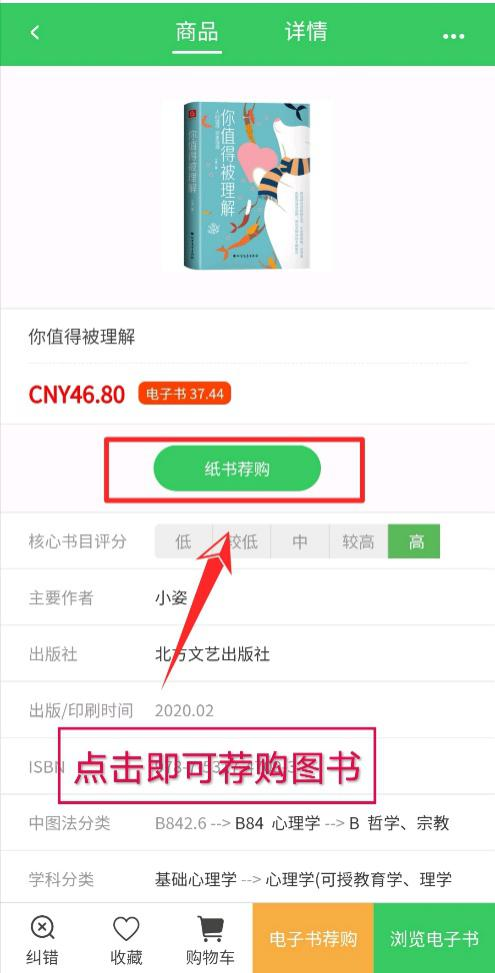 商品 详情
你值得被理解
你值得被理解
你值得被理解
CNY46.80 电子书 37.44
纸书荐购
核心书目评分 低 较低 中 较高 高
主要作者 小姿
出版社 北方文艺出版社
出版/印刷时间 2020.02
ISBN
点击即可荐购图书
中图法分类 B842.6 --> B84 心理学 --> B 哲学、宗教
学科分类 基础心理学 --> 心理学(可授教育学、理学
纠错 收藏 购物车 电子书荐购 浏览电子书